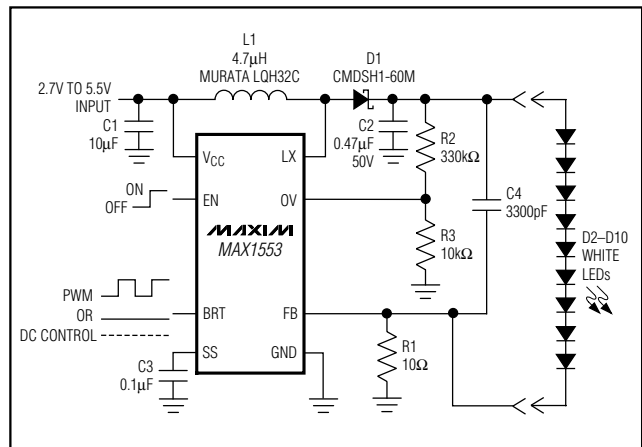 L1
4.7µH
MURATA LQH32C
D1
CMDSH1-60M
2.7V TO 5.5V
INPUT
C1
10µF
C2
0.47µF
50V
R2
330kΩ
C4
3300pF
VCC
LX
ON
OFF
EN
OV
MAXIM
MAX1553
R3
10kΩ
D2–D10
WHITE
LEDs
PWM
OR
DC CONTROL
BRT
FB
SS
GND
C3
0.1µF
R1
10Ω